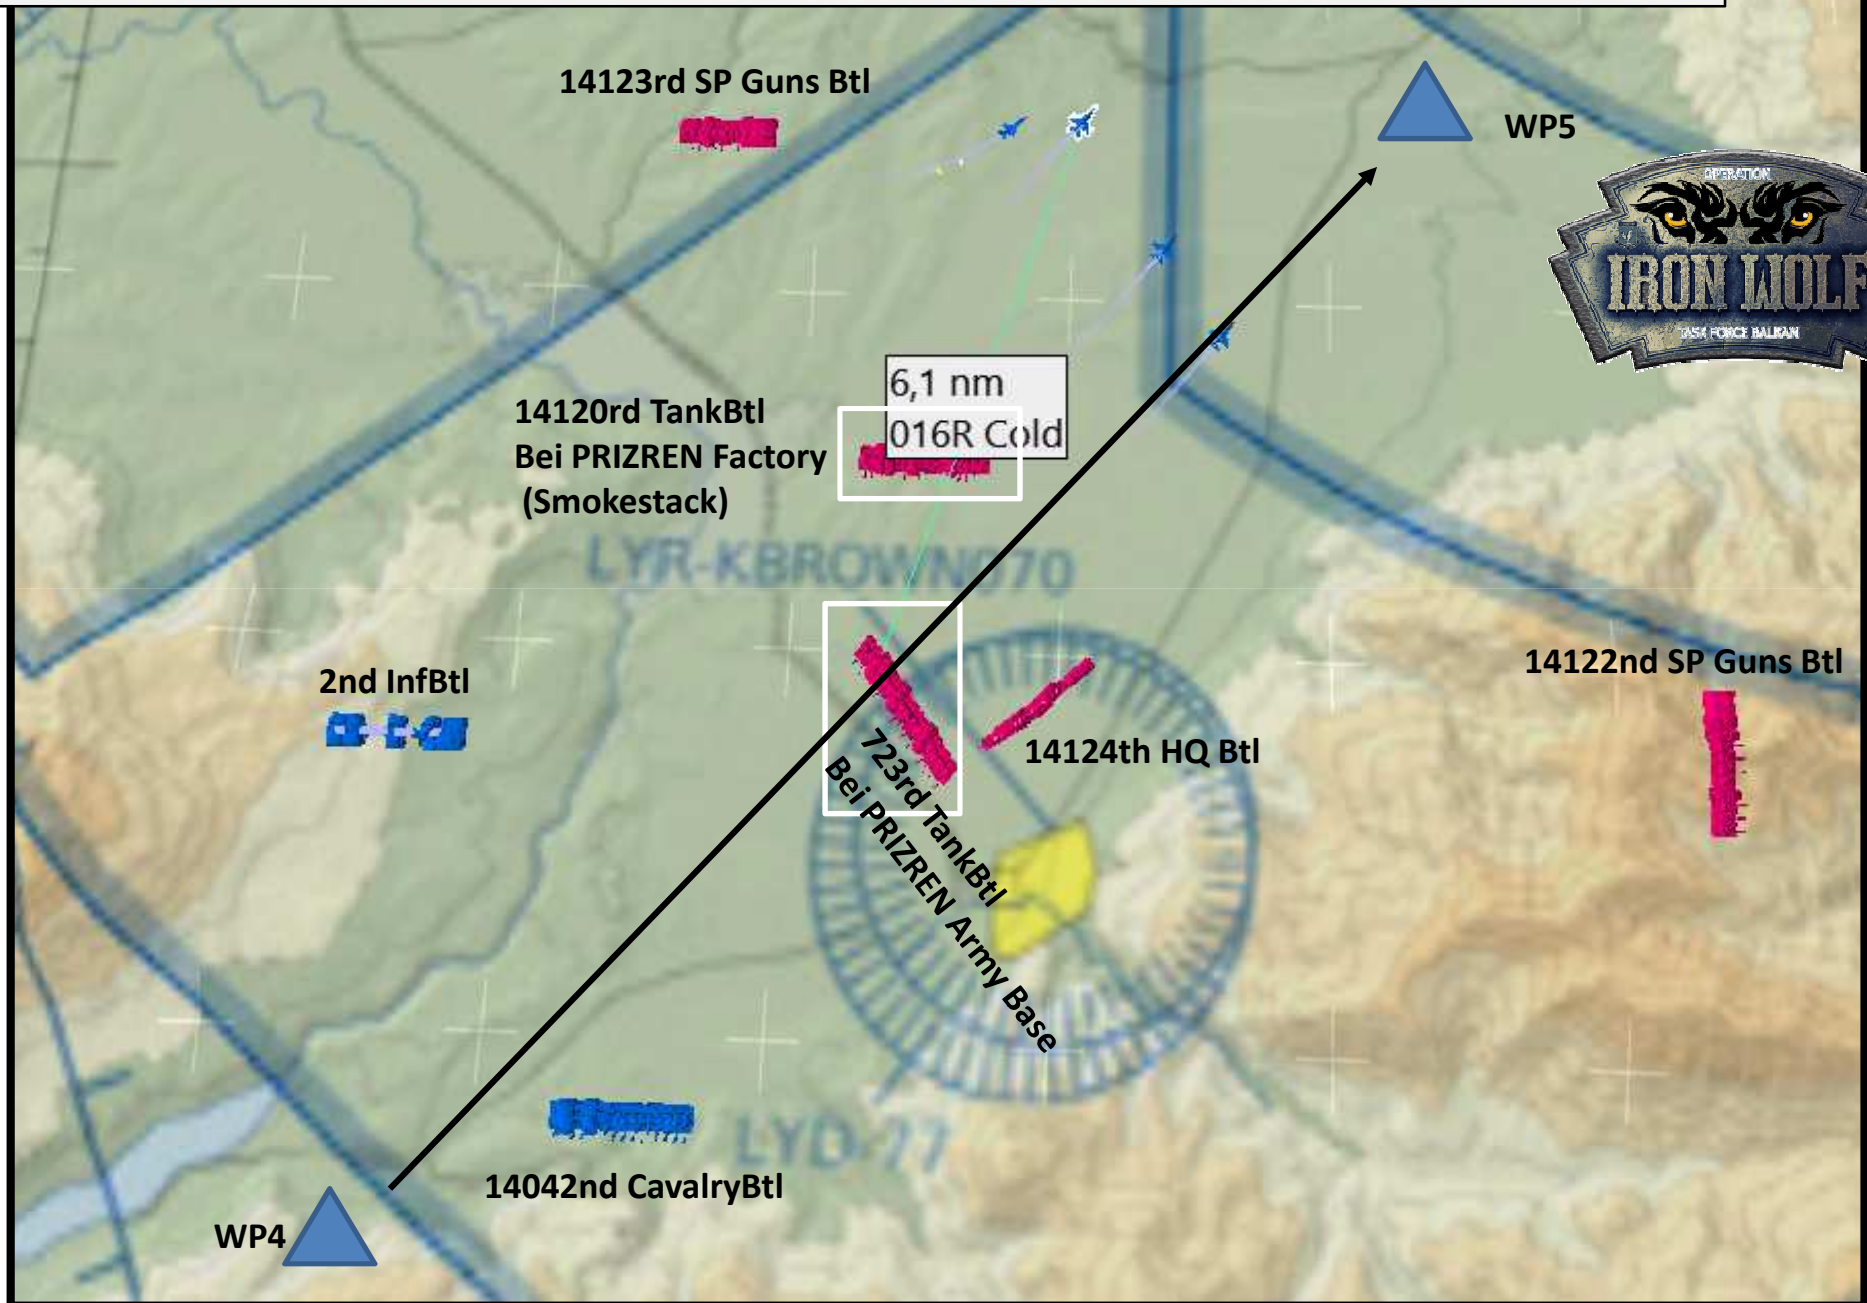 14123rd SP Guns Btl
WP5
OPERATION
IRON WOLF
TASK FORCE BALKAN
6,1 nm
016R Cold
14120rd TankBtl
Bei PRIZREN Factory
(Smokestack)
LYR-KBROWN970
2nd InfBtl
14122nd SP Guns Btl
14124th HQ Btl
723rd TankBtl
Bei PRIZREN Army Base
LYD-77
14042nd CavalryBtl
WP4